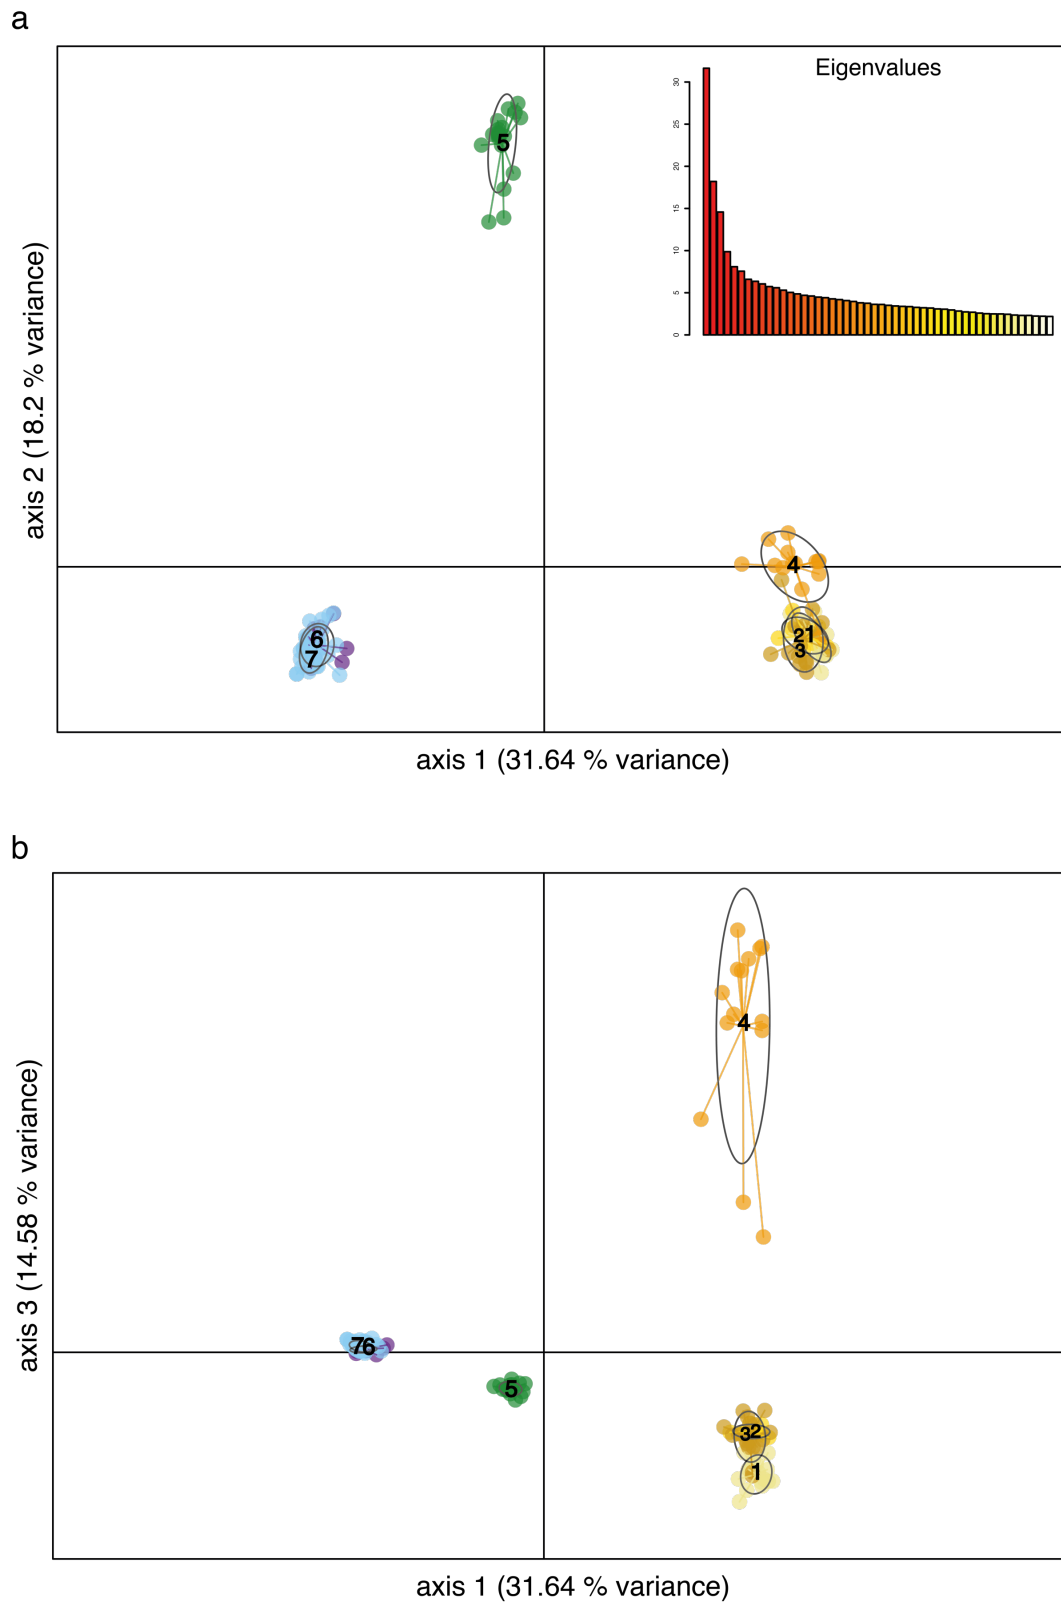 a
Eigenvalues
30
25
20
15
10
5
0
5
4
21
3
6
7
axis 2 (18.2 % variance)
axis 1 (31.64 % variance)
b
4
76
5
32
1
axis 3 (14.58 % variance)
axis 1 (31.64 % variance)